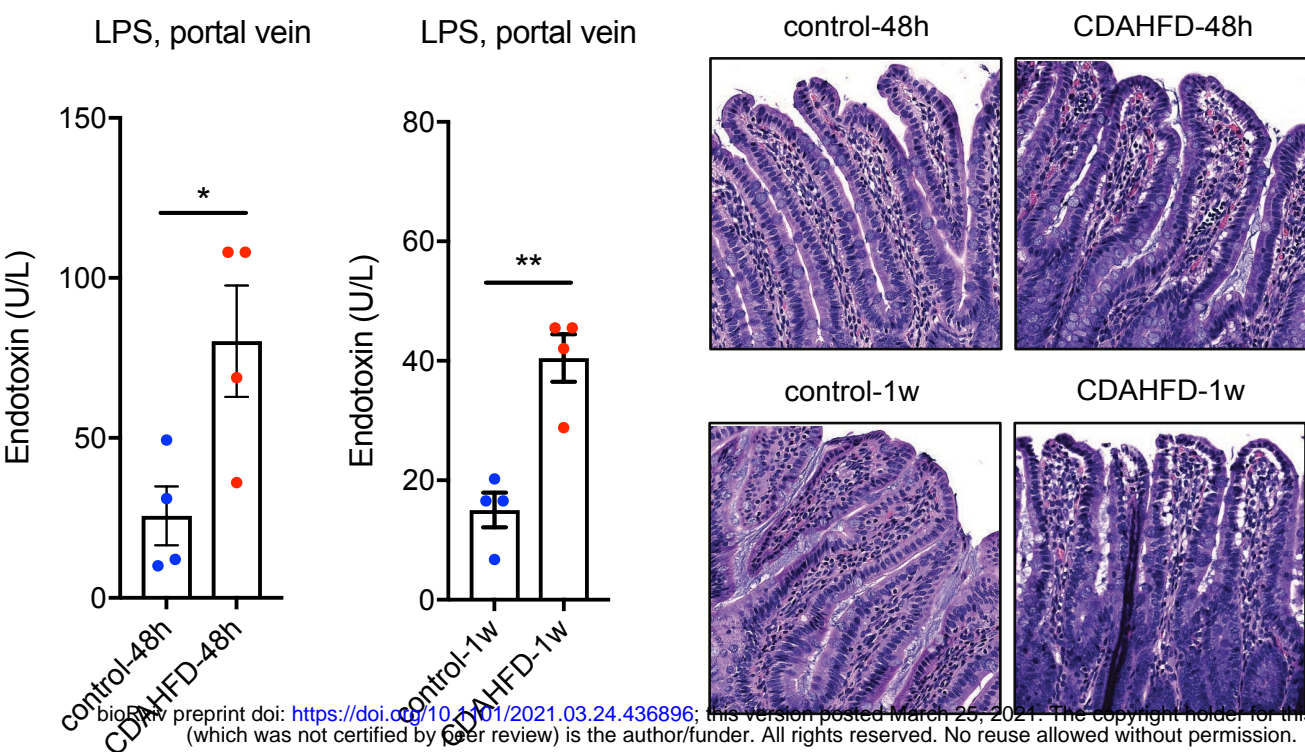 LPS, portal vein
Endotoxin (U/L)
150
100
50
0
*
control-48h
CDAHFD-48h
LPS, portal vein
Endotoxin (U/L)
80
60
40
20
0
**
control-1w
CDAHFD-1w
control-48h
CDAHFD-48h
control-1w
CDAHFD-1w
bioRxiv preprint doi: https://doi.org/10.1101/2021.03.24.436896; this version posted March 25, 2021. The copyright holder for this
(which was not certified by peer review) is the author/funder. All rights reserved. No reuse allowed without permission.